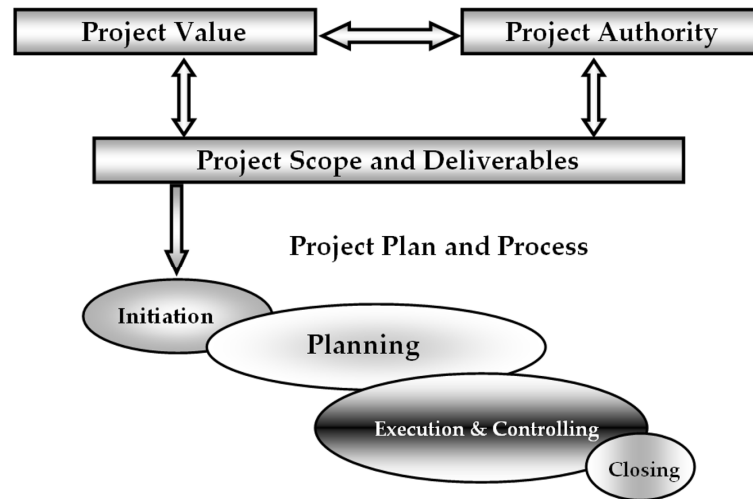 Project Value
Project Authority
Project Scope and Deliverables
Project Plan and Process
Initiation
Planning
Execution & Controlling
Closing